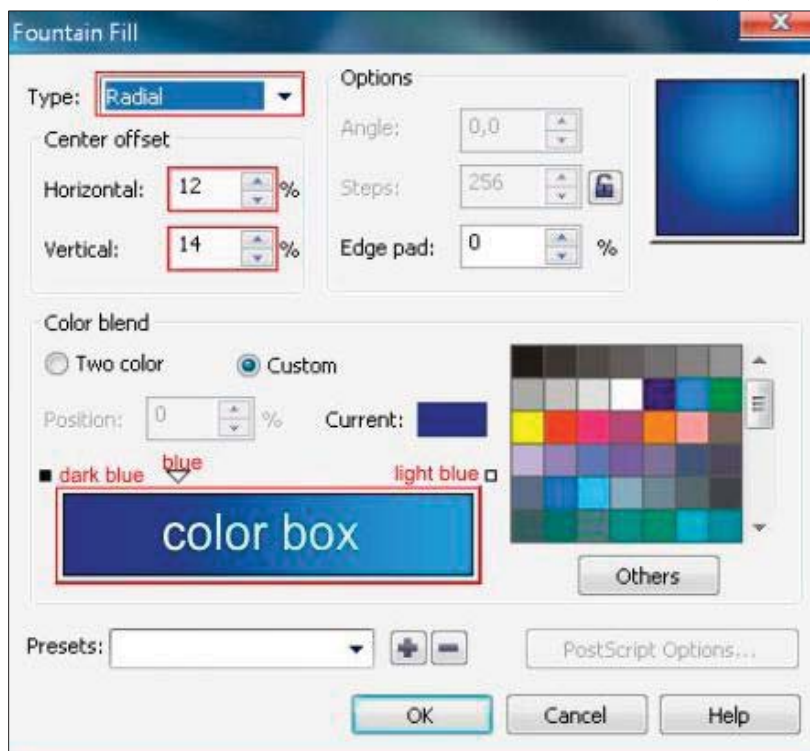 Fountain Fill
Type: Radial
Options
Center offset
Angle: 0,0
Horizontal: 12 %
Steps: 256
Vertical: 14 %
Edge pad: 0 %
Color blend
Two color Custom
Position: 0 % Current:
dark blue blue light blue
color box
Others
Presets:
PostScript Options...
OK Cancel Help